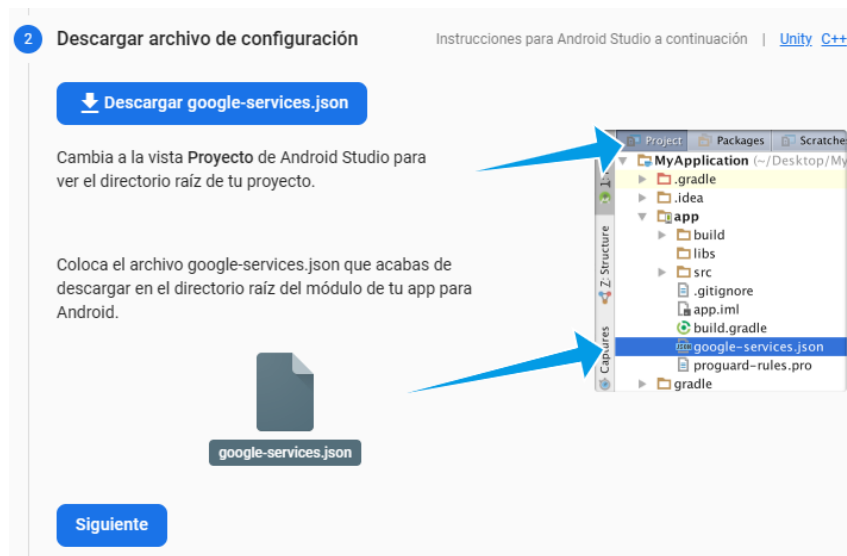 2 Descargar archivo de configuración
Instrucciones para Android Studio a continuación | Unity C++
Descargar google-services.json
Cambia a la vista Proyecto de Android Studio para
ver el directorio raíz de tu proyecto.
Coloca el archivo google-services.json que acabas de
descargar en el directorio raíz del módulo de tu app para
Android.
google-services.json
Siguiente
Project Packages Scratche
MyApplication (~/Desktop/My
.gradle
.idea
app
build
libs
src
.gitignore
app.iml
build.gradle
google-services.json
proguard-rules.pro
gradle
Z: Structure
Captures